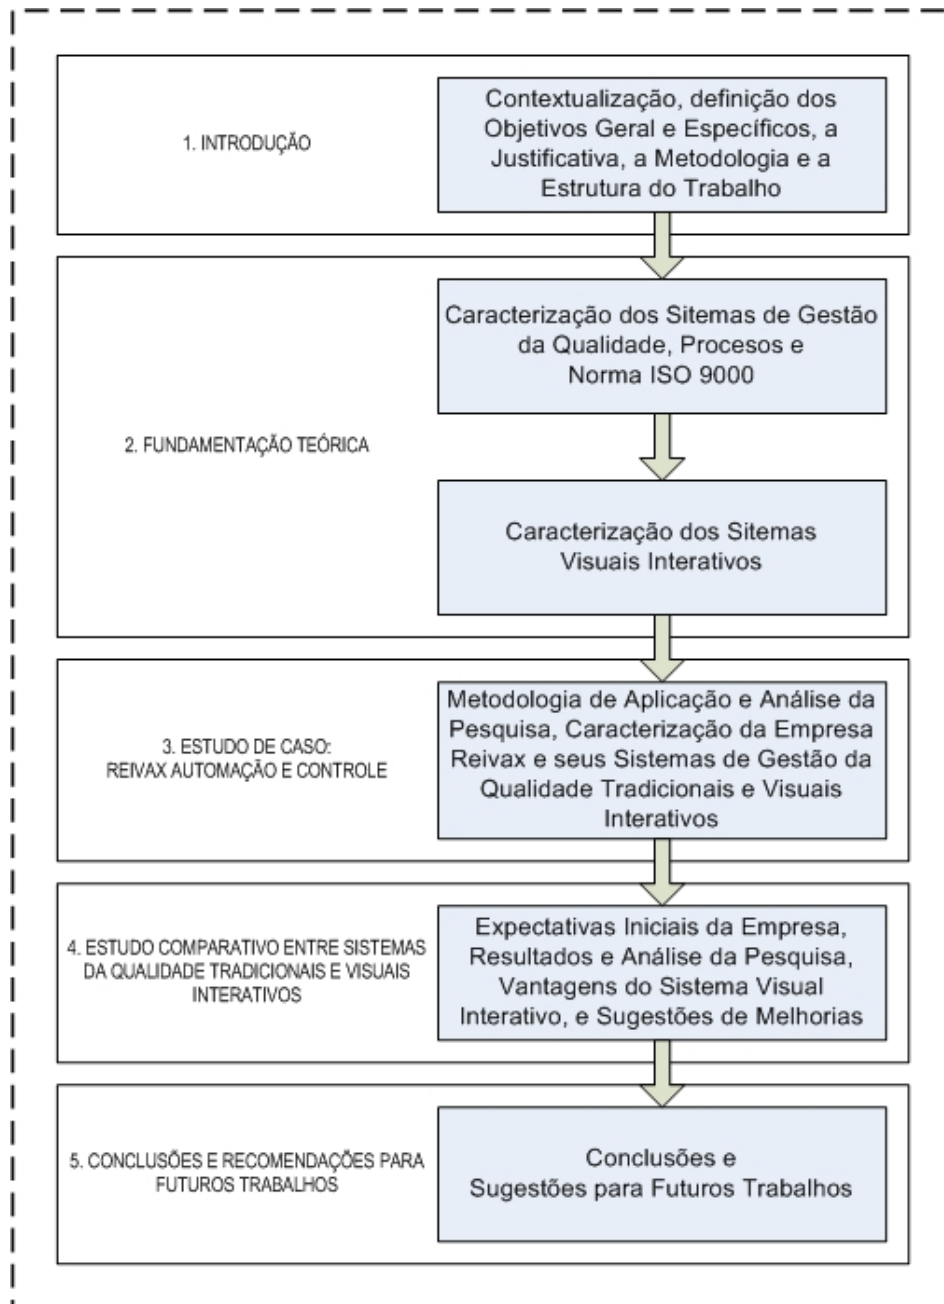 1. INTRODUÇÃO
Contextualização, definição dos
Objetivos Geral e Específicos, a
Justificativa, a Metodologia e a
Estrutura do Trabalho
2. FUNDAMENTAÇÃO TEÓRICA
Caracterização dos Sitemas de Gestão
da Qualidade, Procesos e
Norma ISO 9000
Caracterização dos Sitemas
Visuais Interativos
3. ESTUDO DE CASO:
REIVAX AUTOMAÇÃO E CONTROLE
Metodologia de Aplicação e Análise da
Pesquisa, Caracterização da Empresa
Reivax e seus Sistemas de Gestão da
Qualidade Tradicionais e Visuais
Interativos
4. ESTUDO COMPARATIVO ENTRE SISTEMAS
DA QUALIDADE TRADICIONAIS E VISUAIS
INTERATIVOS
Expectativas Iniciais da Empresa,
Resultados e Análise da Pesquisa,
Vantagens do Sistema Visual
Interativo, e Sugestões de Melhorias
5. CONCLUSÕES E RECOMENDAÇÕES PARA
FUTUROS TRABALHOS
Conclusões e
Sugestões para Futuros Trabalhos